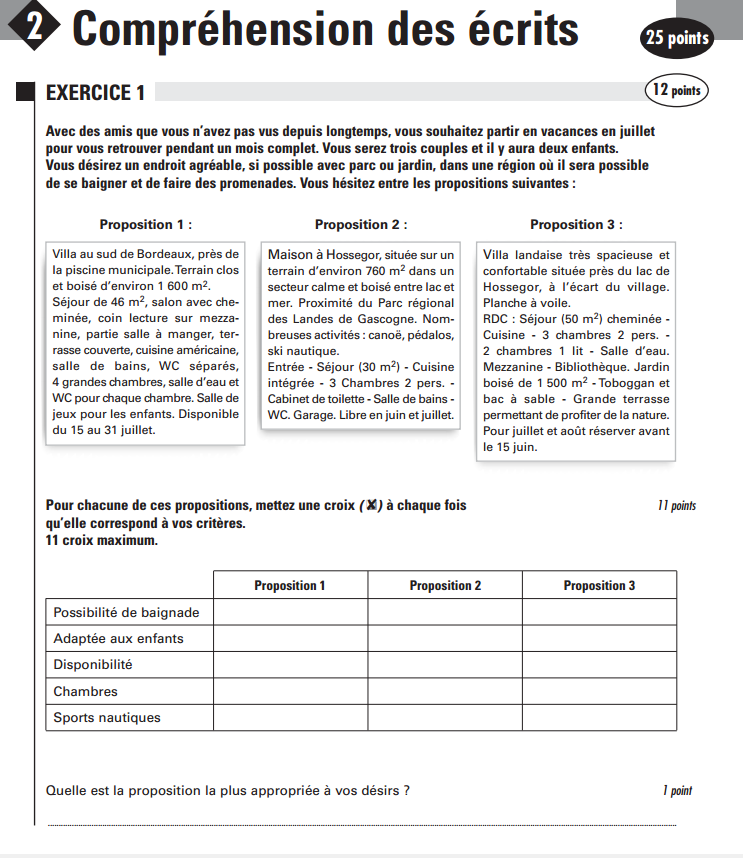 2 Compréhension des écrits
25 points
EXERCICE 1
12 points
Avec des amis que vous n'avez pas vus depuis longtemps, vous souhaitez partir en vacances en juillet
pour vous retrouver pendant un mois complet. Vous serez trois couples et il y aura deux enfants.
Vous désirez un endroit agréable, si possible avec parc ou jardin, dans une région où il sera possible
de se baigner et de faire des promenades. Vous hésitez entre les propositions suivantes :
Proposition 1 :
Villa au sud de Bordeaux, près de
la piscine municipale. Terrain clos
et boisé d'environ 1 600 m².
Séjour de 46 m², salon avec che-
minée, coin lecture sur mezza-
nine, partie salle à manger, ter-
rasse couverte, cuisine américaine,
salle de bains, WC séparés,
4 grandes chambres, salle d'eau et
WC pour chaque chambre. Salle de
jeux pour les enfants. Disponible
du 15 au 31 juillet.
Proposition 2 :
Maison à Hossegor, située sur un
terrain d'environ 760 m² dans un
secteur calme et boisé entre lac et
mer. Proximité du Parc régional
des Landes de Gascogne. Nom-
breuses activités : canoë, pédalos,
ski nautique.
Entrée - Séjour (30 m²) - Cuisine
intégrée - 3 Chambres 2 pers. -
Cabinet de toilette - Salle de bains -
WC. Garage. Libre en juin et juillet.
Proposition 3 :
Villa landaise très spacieuse et
confortable située près du lac de
Hossegor, à l'écart du village.
Planche à voile.
RDC : Séjour (50 m²) cheminée -
Cuisine - 3 chambres 2 pers. -
2 chambres 1 lit - Salle d'eau.
Mezzanine - Bibliothèque. Jardin
boisé de 1 500 m² - Toboggan et
bac à sable - Grande terrasse
permettant de profiter de la nature.
Pour juillet et août réserver avant
le 15 juin.
Pour chacune de ces propositions, mettez une croix (✗) à chaque fois
qu'elle correspond à vos critères.
11 croix maximum.
11 points
Proposition 1 Proposition 2 Proposition 3
Possibilité de baignade
Adaptée aux enfants
Disponibilité
Chambres
Sports nautiques
Quelle est la proposition la plus appropriée à vos désirs ?
1 point